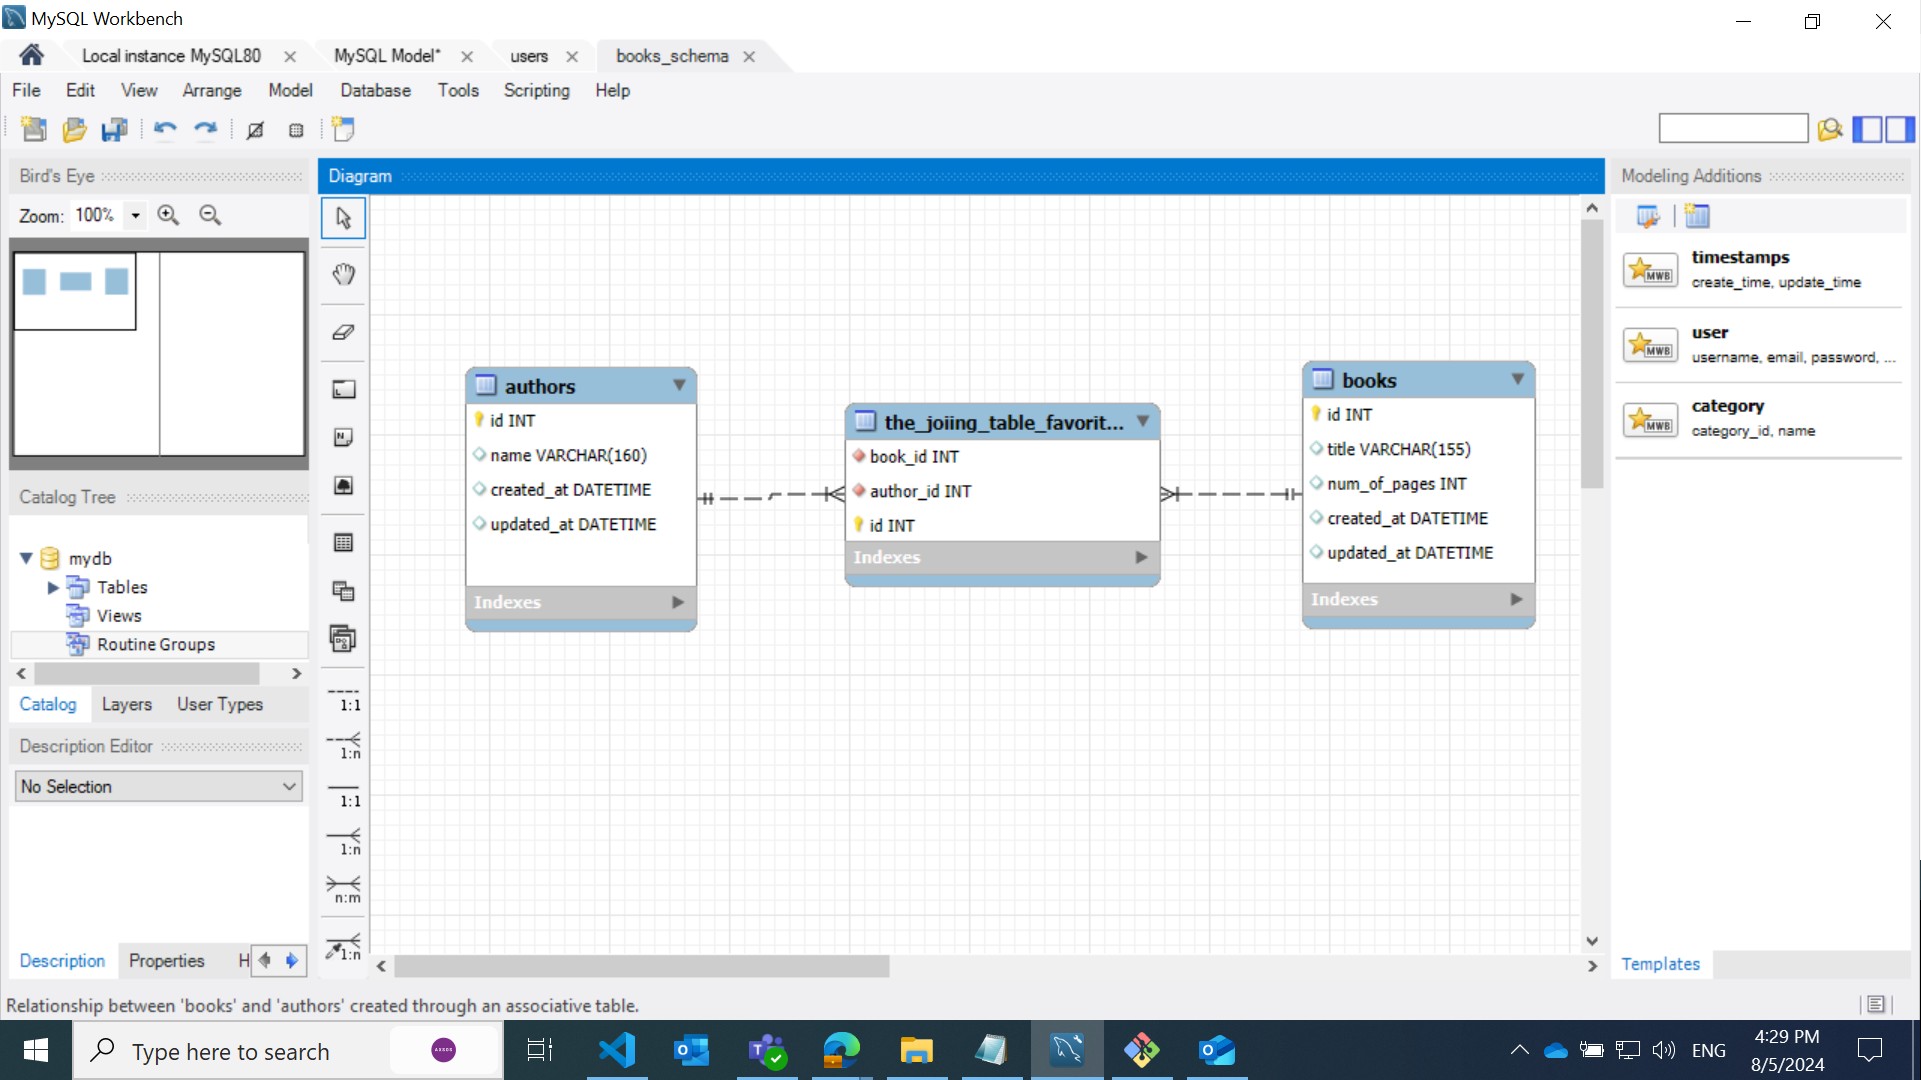 MySQL Workbench
Local instance MySQL80
MySQL Model*
users
books_schema
File Edit View Arrange Model Database Tools Scripting Help
Bird's Eye
Zoom: 100%
Catalog Tree
mydb
Tables
Views
Routine Groups
Catalog Layers User Types
Description Editor
No Selection
Description Properties H
Diagram
1:1
1:n
1:1
1:n
n:m
1:n
authors
id INT
name VARCHAR(160)
created_at DATETIME
updated_at DATETIME
Indexes
the_joiing_table_favorit...
book_id INT
author_id INT
id INT
Indexes
books
id INT
title VARCHAR(155)
num_of_pages INT
created_at DATETIME
updated_at DATETIME
Indexes
Modeling Additions
MWB
timestamps
create_time, update_time
MWB
user
username, email, password, ...
MWB
category
category_id, name
Templates
Relationship between 'books' and 'authors' created through an associative table.
Type here to search
AXSOS
ENG
4:29 PM
8/5/2024